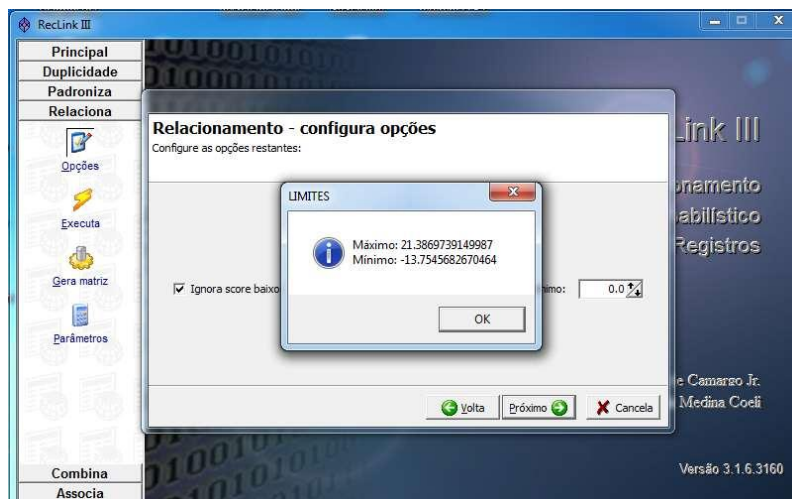 RecLink III
Principal
Duplicidade
Padroniza
Relaciona
Opções
Executa
Gera matriz
Parâmetros
Combina
Associa
Relacionamento - configura opções
Configure as opções restantes:
LIMITES
Máximo: 21.3869739149987
Mínimo: -13.7545682670464
OK
Ignora score baixo
nimo: 0.0
Volta
Próximo
Cancela
Link III
onamento
abilístico
Registros
e Camargo Jr.
Medina Coeli
Versão 3.1.6.3160